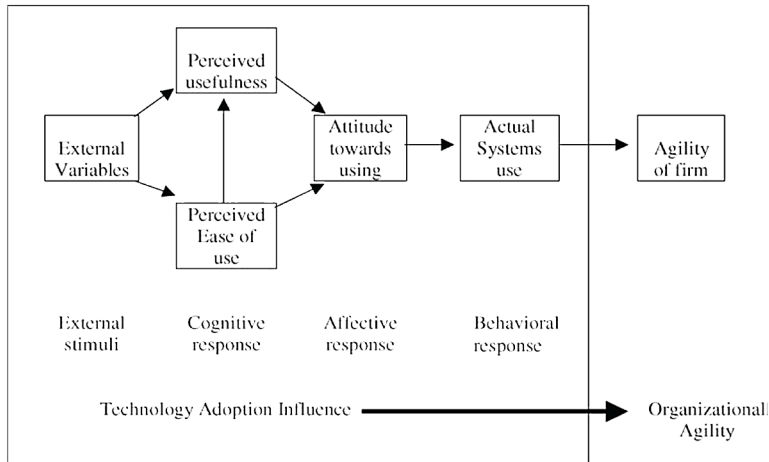 Perceived
usefulness
External
Variables
Attitude
towards
using
Actual
Systems
use
Agility
of firm
Perceived
Ease of
use
External
stimuli
Cognitive
response
Affective
response
Behavioral
response
Technology Adoption Influence
Organizational
Agility